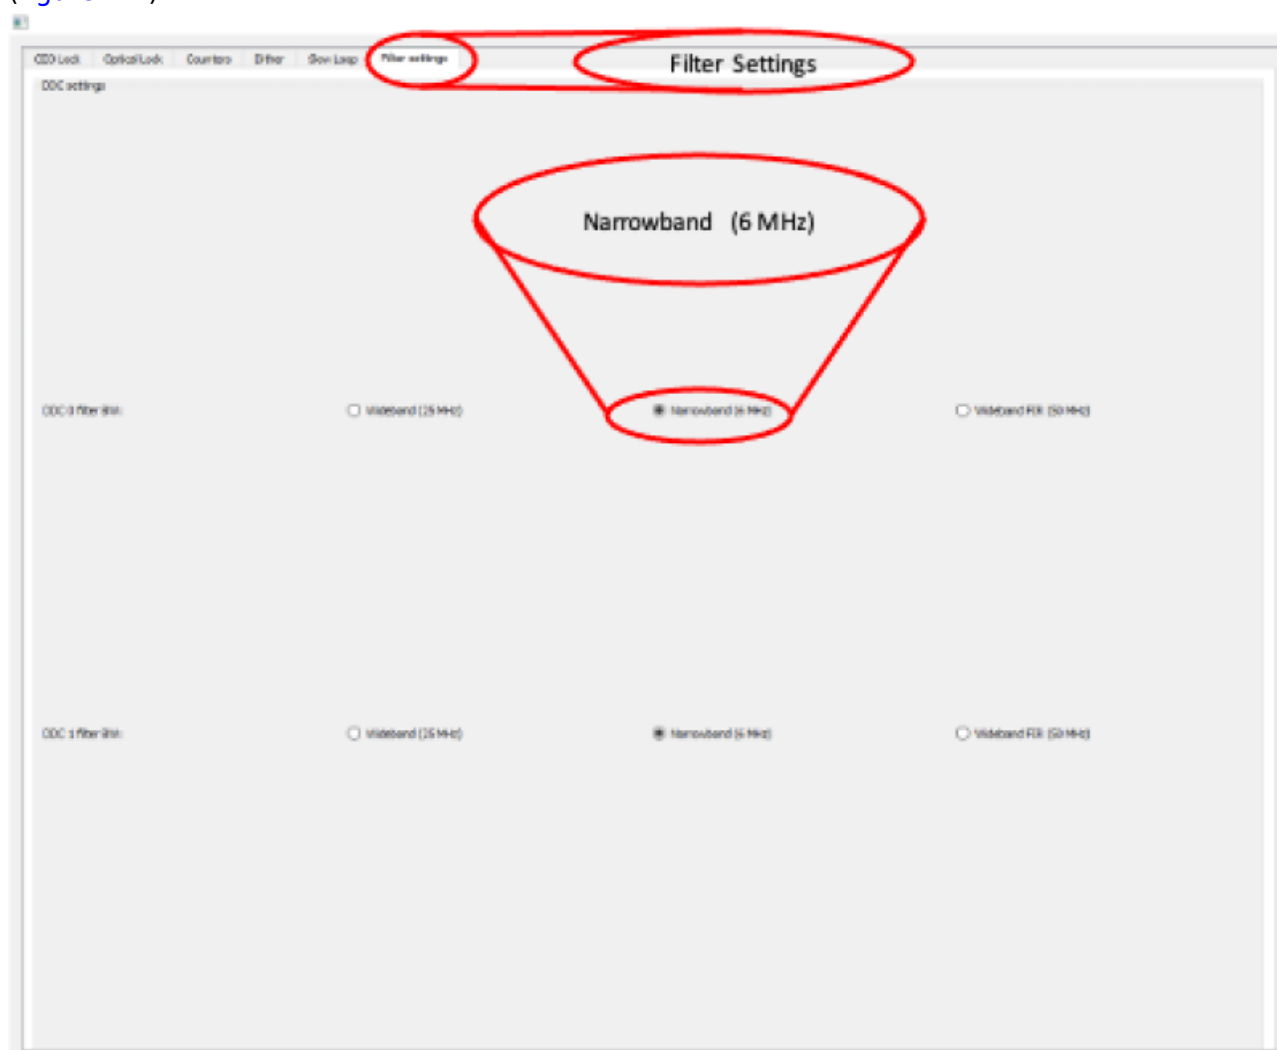 CEO Lock Optical Lock Counters Dither Slow Loop Filter settings
Filter Settings
DDC settings
Narrowband (6 MHz)
DDC 0 filter BW: Wideband (25 MHz) Narrowband (6 MHz) Wideband FIR (50 MHz)
DDC 1 filter BW: Wideband (25 MHz) Narrowband (6 MHz) Wideband FIR (50 MHz)